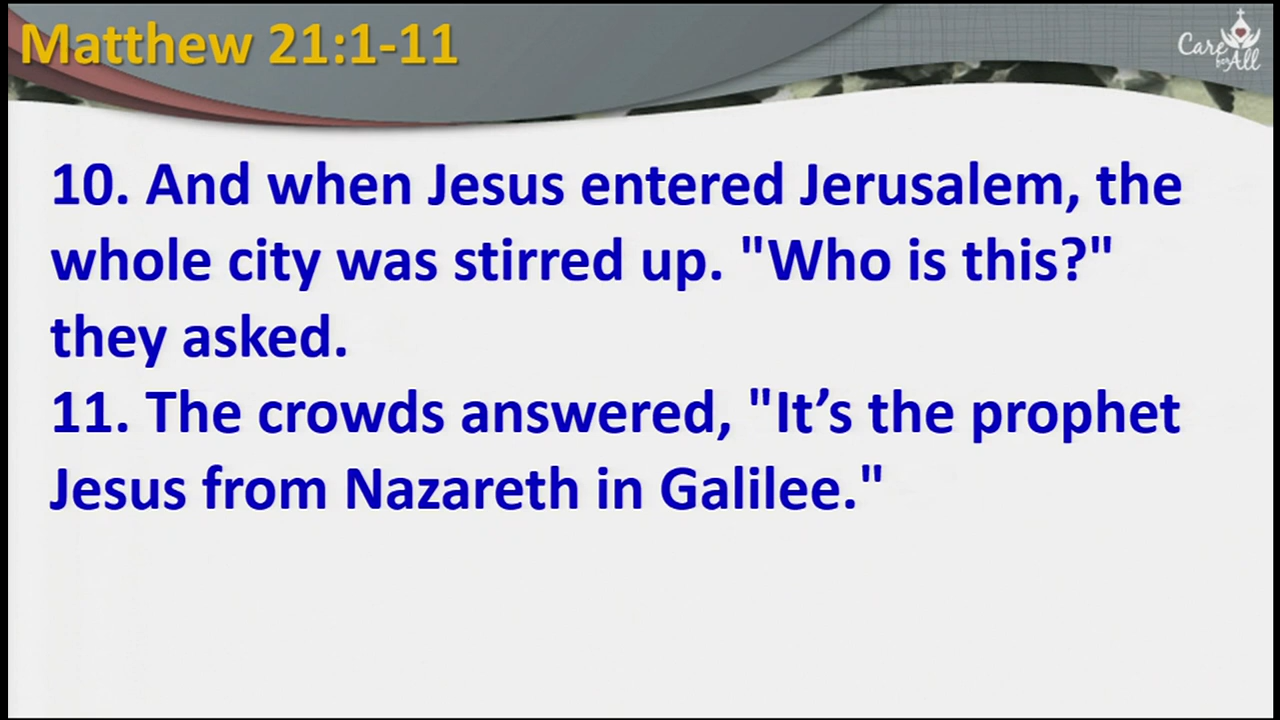 Matthew 21:1-11
Care
for All
10. And when Jesus entered Jerusalem, the
whole city was stirred up. "Who is this?"
they asked.
11. The crowds answered, "It’s the prophet
Jesus from Nazareth in Galilee."